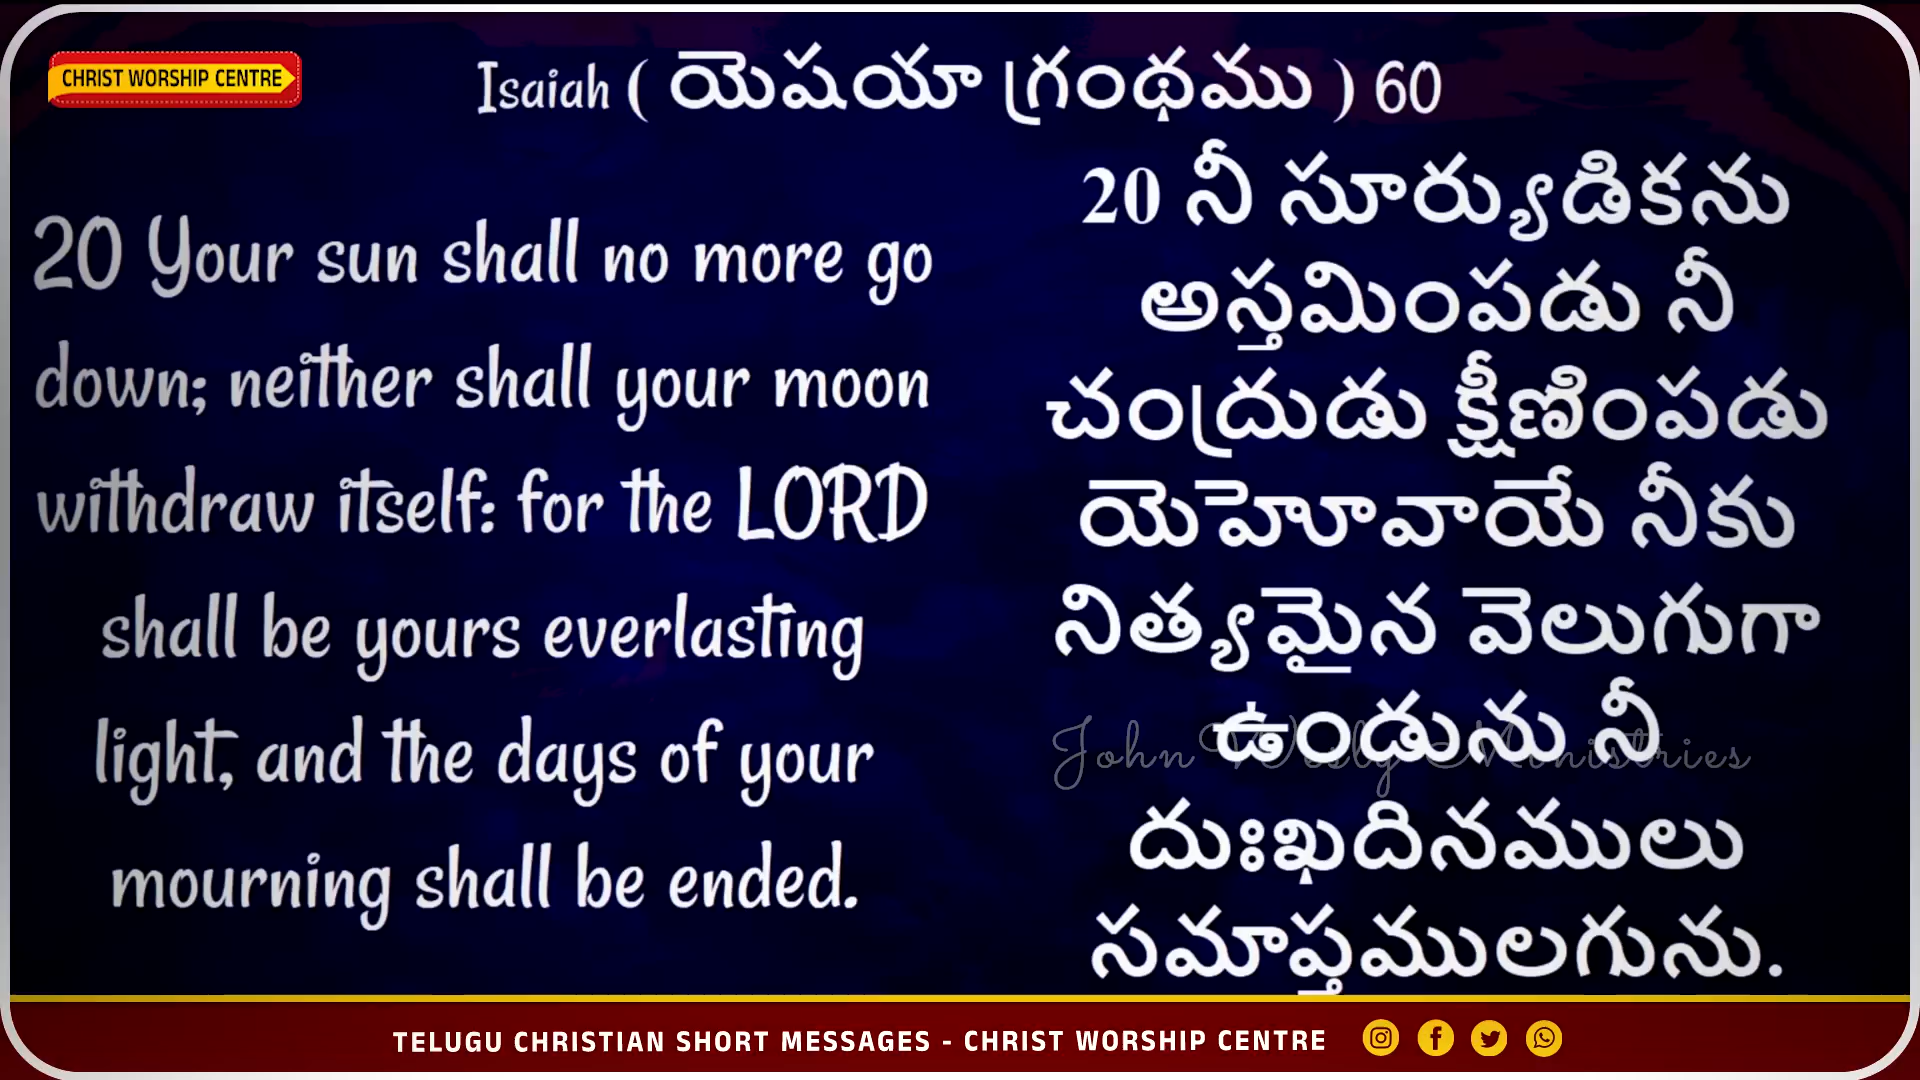 CHRIST WORSHIP CENTRE
Isaiah ( యెషయా గ్రంథము ) 60
20 Your sun shall no more go
down; neither shall your moon
withdraw itself: for the LORD
shall be yours everlasting
light, and the days of your
mourning shall be ended.
20 నీ సూర్యుడికను
అస్తమింపడు నీ
చంద్రుడు క్షీణింపడు
యెహెూవాయే నీకు
నిత్యమైన వెలుగుగా
ఉండును నీ
దుఃఖదినములు
సమాప్తములగును.
John Wesly Ministries
TELUGU CHRISTIAN SHORT MESSAGES - CHRIST WORSHIP CENTRE